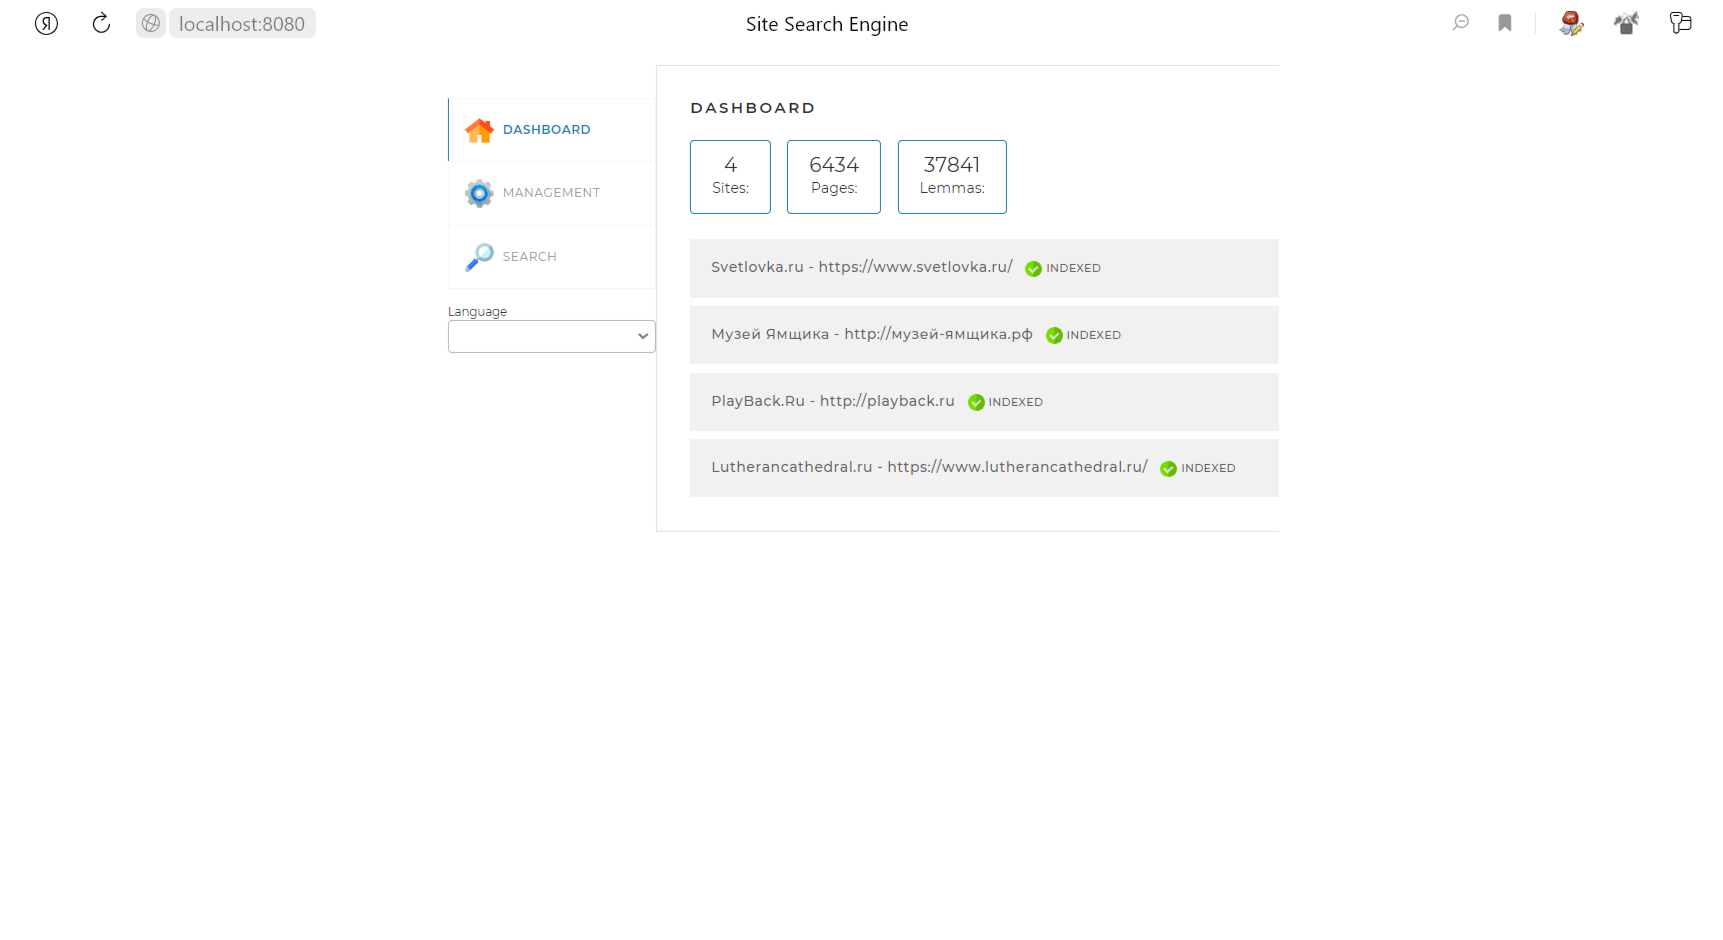 Я localhost:8080 Site Search Engine
DASHBOARD
MANAGEMENT
SEARCH
Language
DASHBOARD
4
Sites:
6434
Pages:
37841
Lemmas:
Svetlovka.ru - https://www.svetlovka.ru/ INDEXED
Музей Ямщика - http://музей-ямщика.рф INDEXED
PlayBack.Ru - http://playback.ru INDEXED
Lutherancathedral.ru - https://www.lutherancathedral.ru/ INDEXED